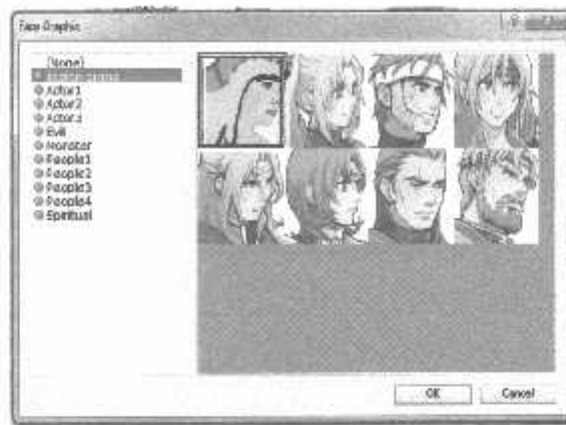 Face Graphic
(None)
Actor1
Actor2
Actor3
Evil
Monster
People1
People2
People3
People4
Spiritual
OK
Cancel